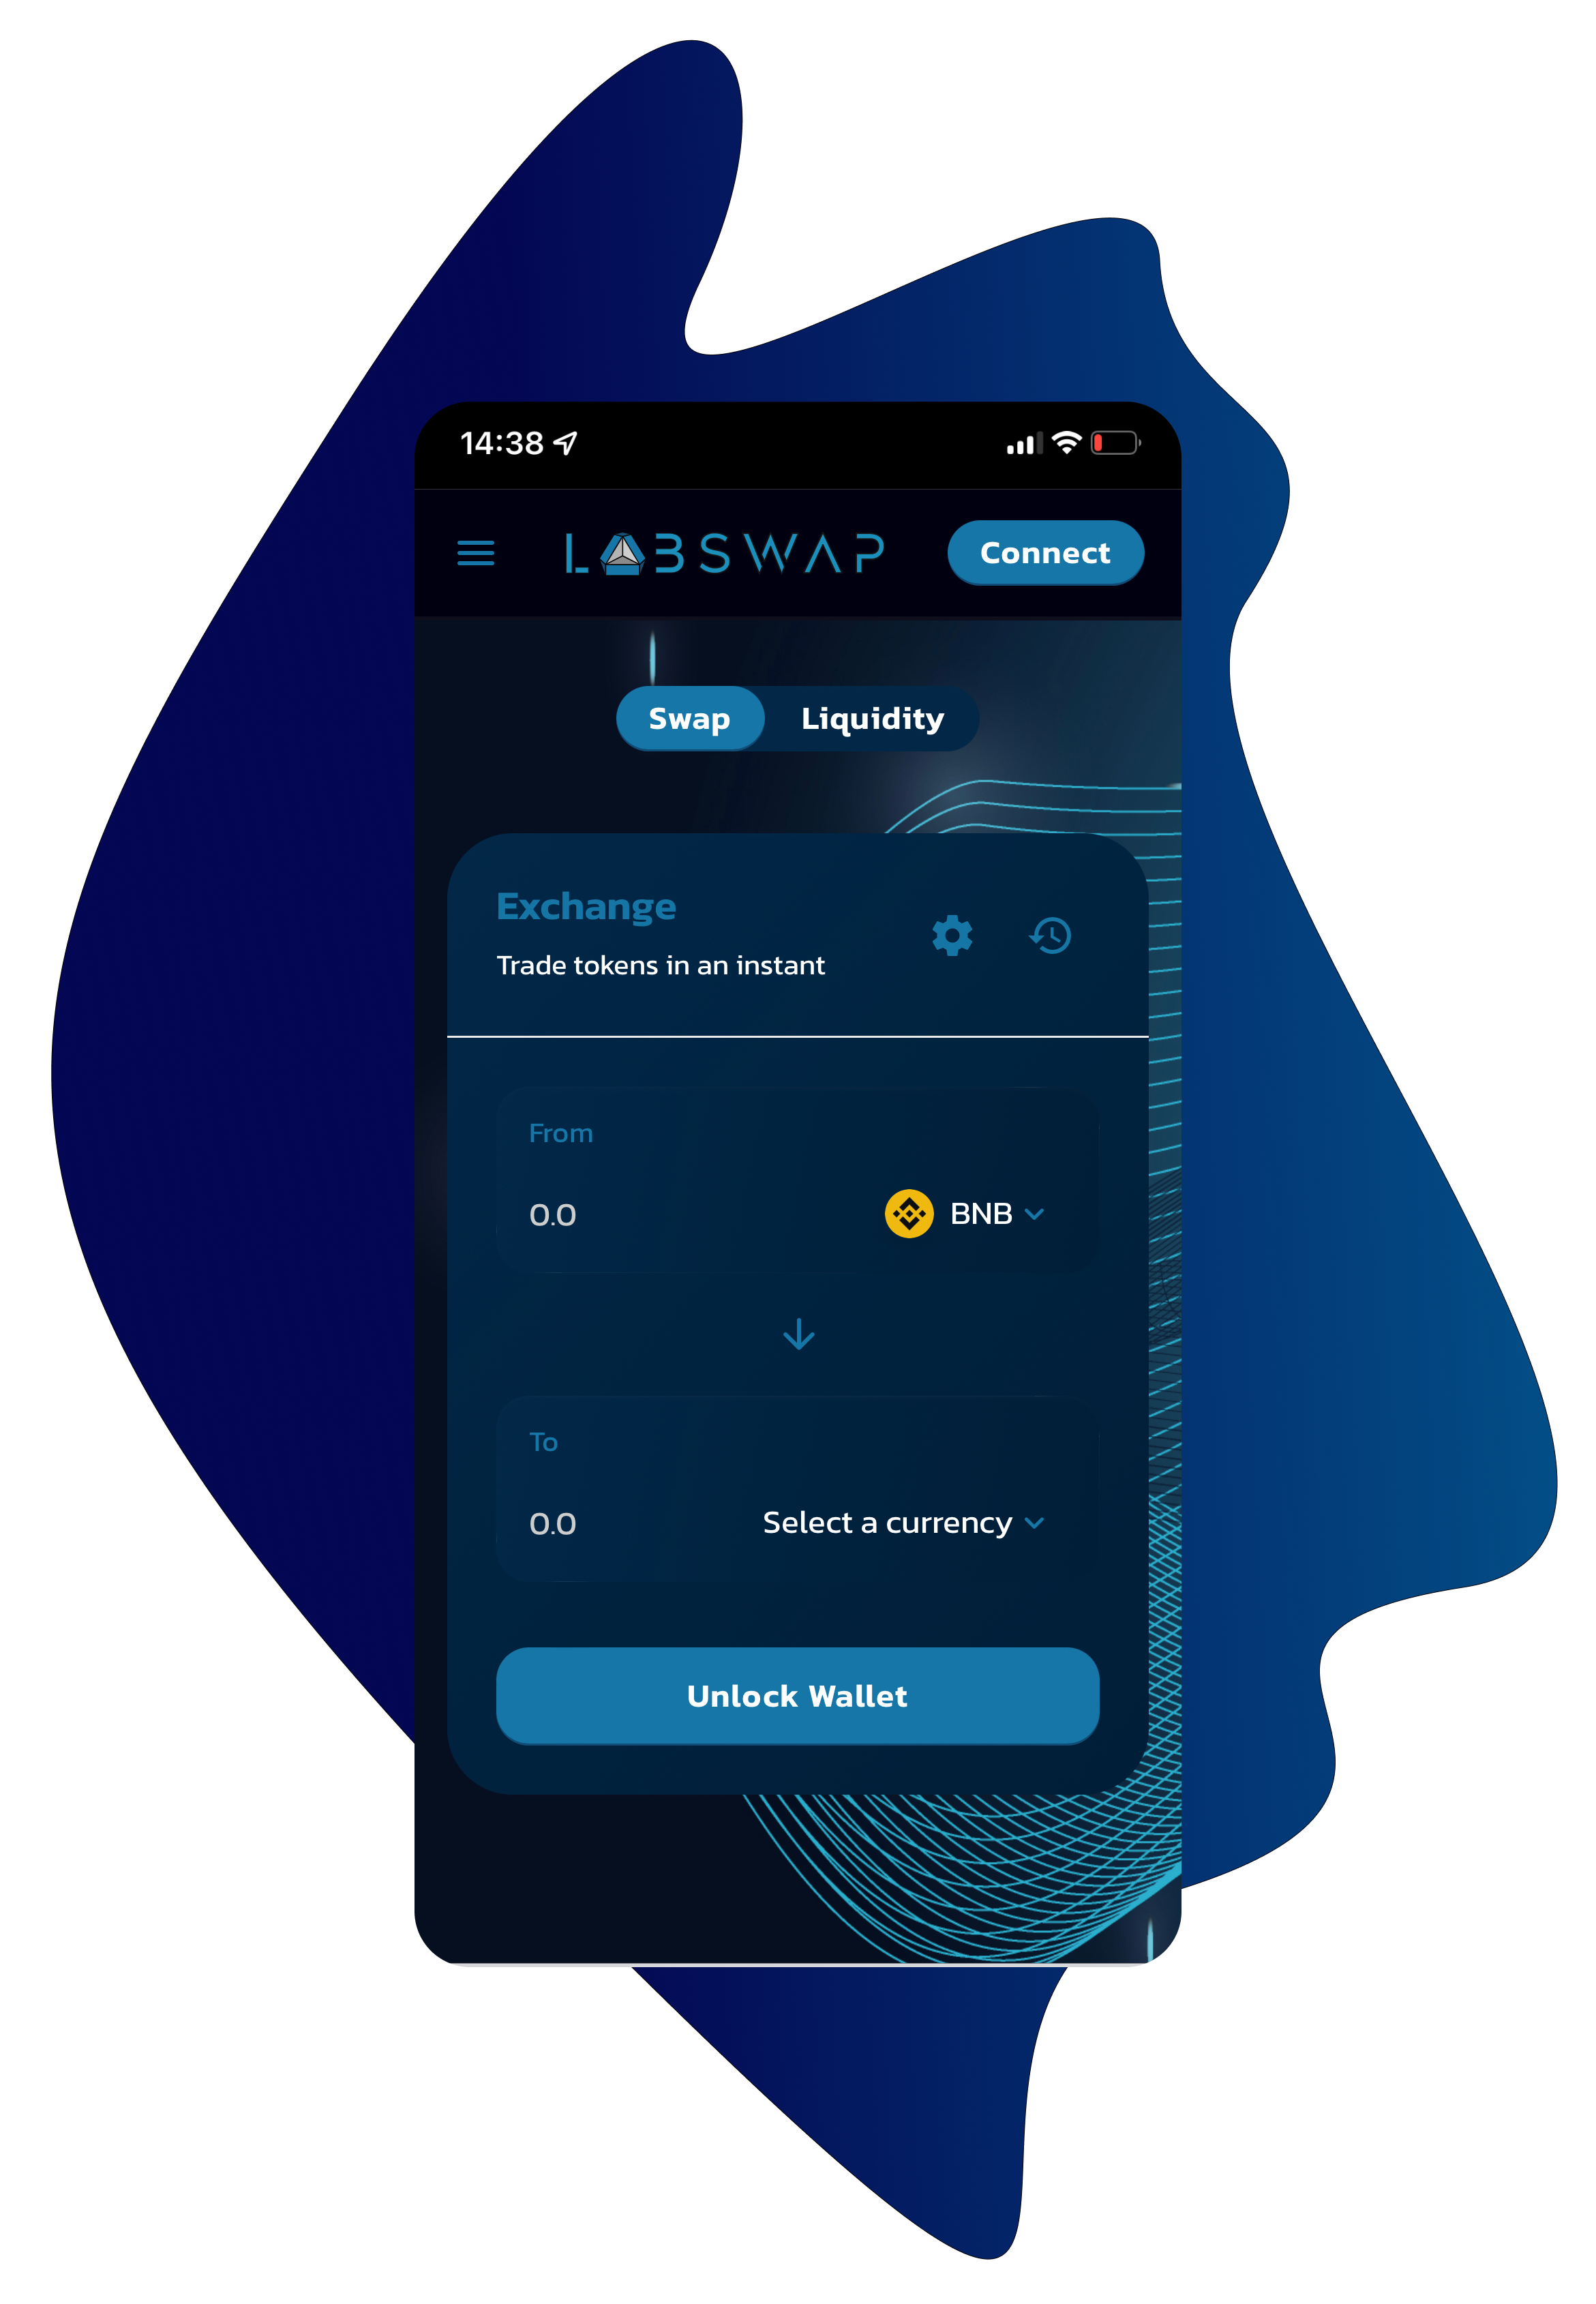 14:38
LABSWAP
Connect
Swap
Liquidity
Exchange
Trade tokens in an instant
From
0.0
BNB
To
0.0
Select a currency
Unlock Wallet